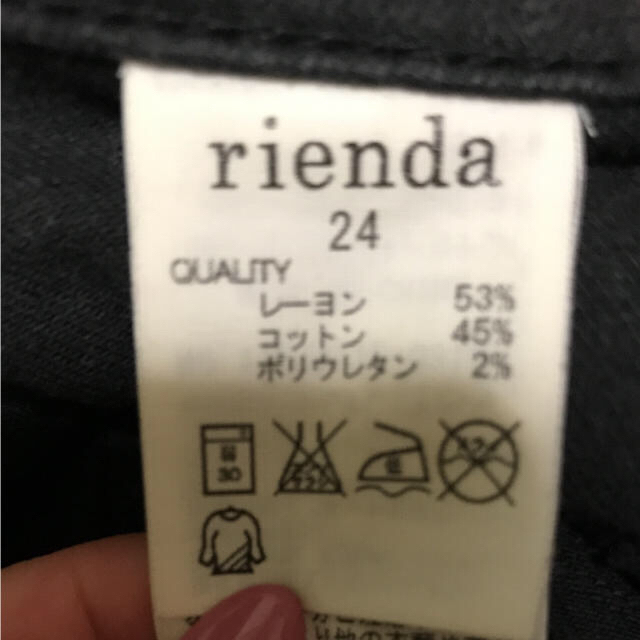 rienda
24
QUALITY
レーヨン 53%
コットン 45%
ポリウレタン 2%
30
低